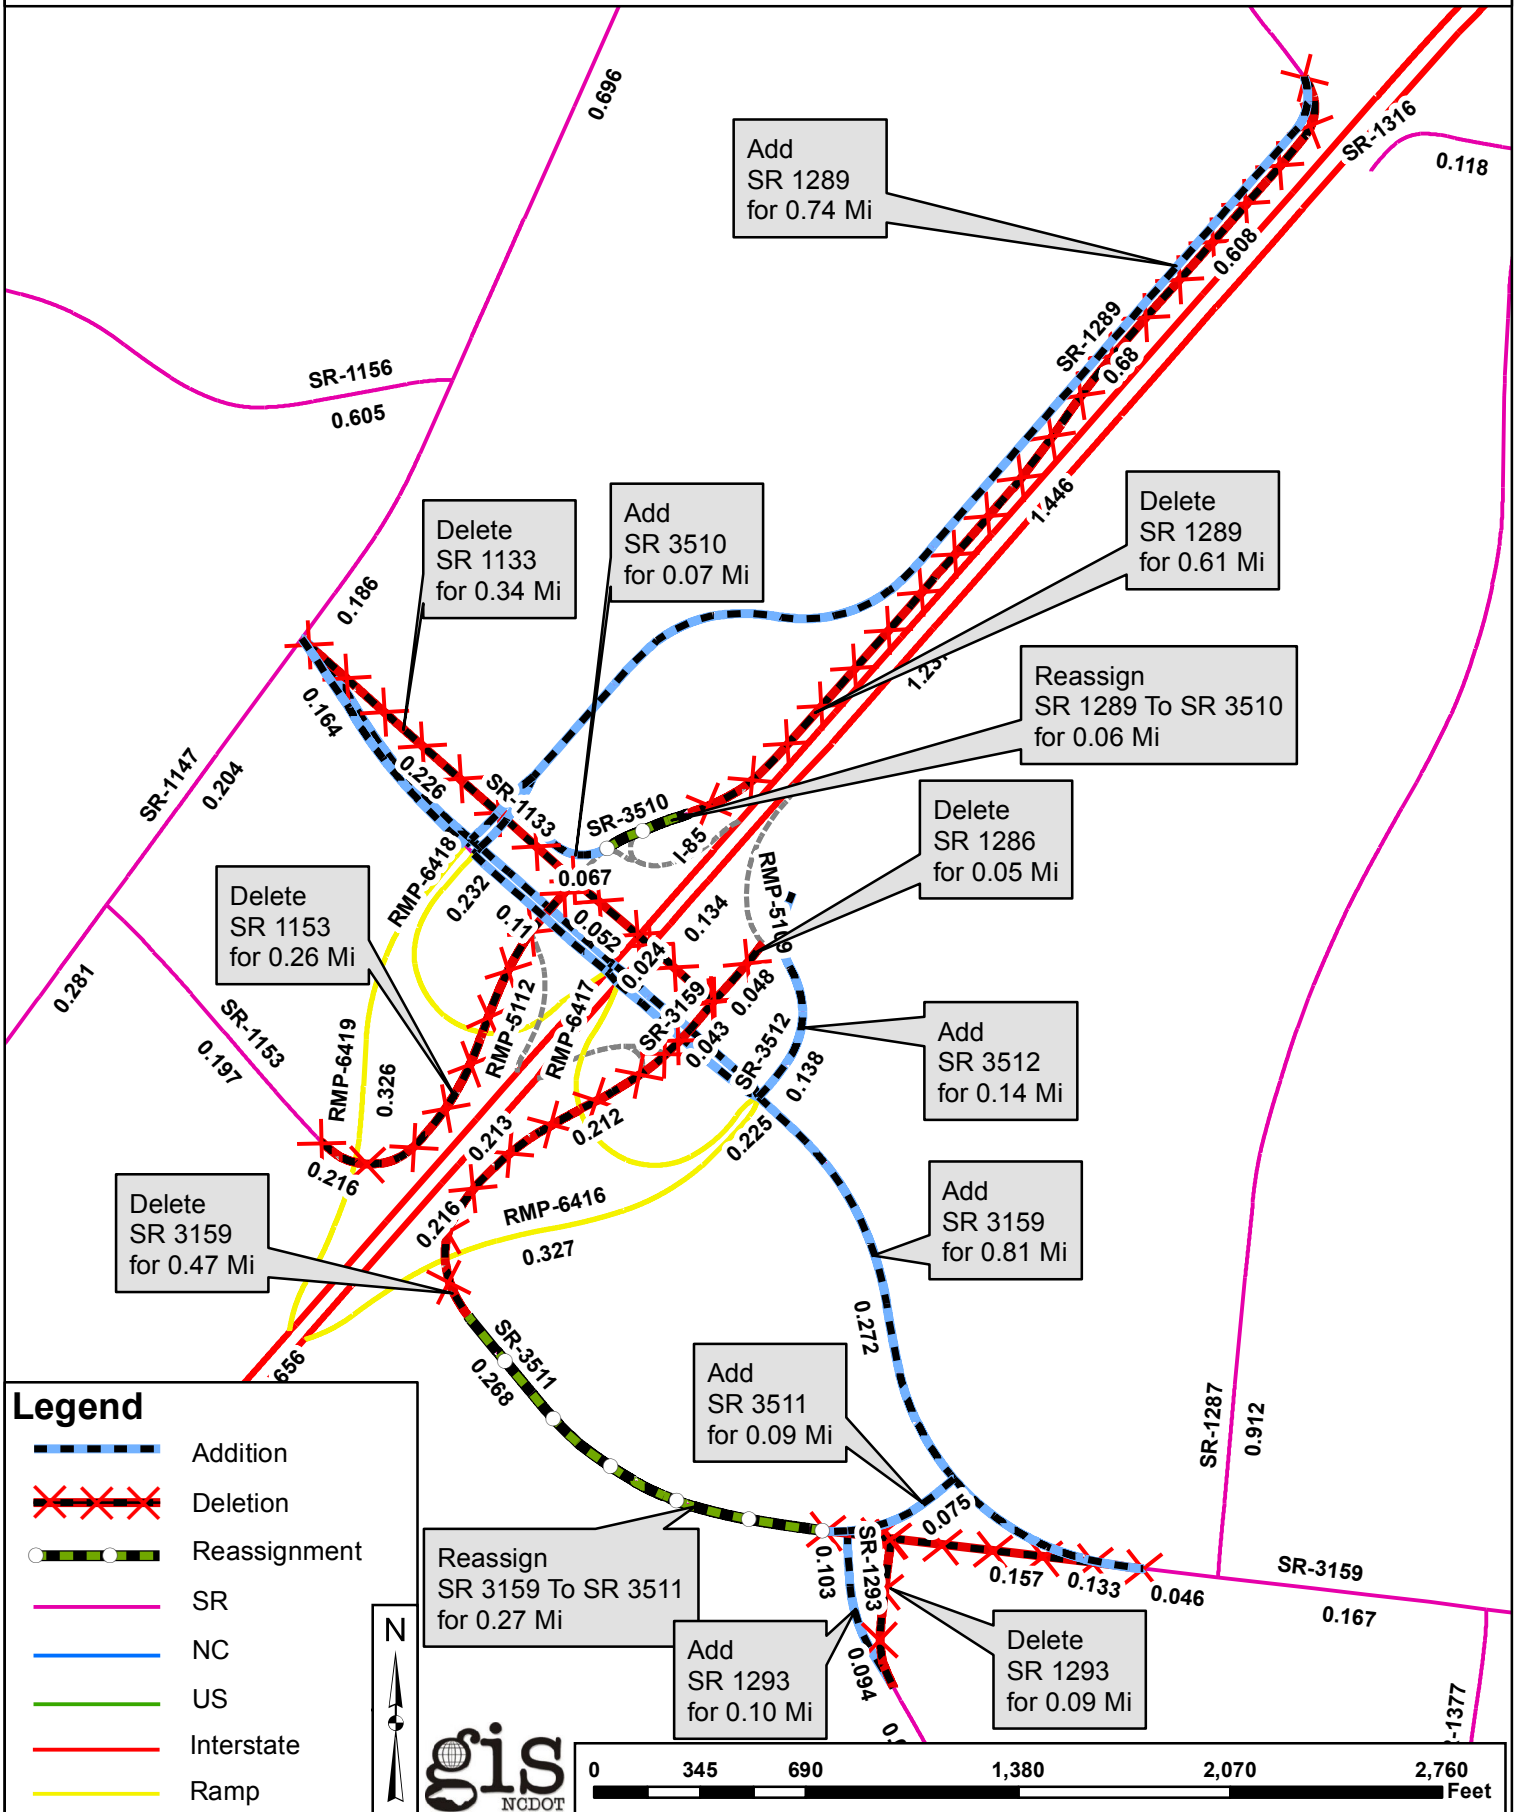 0.696
SR-1316
0.118
Add
SR 1289
for 0.74 Mi
0.608
SR-1289
0.68
SR-1156
0.605
1.446
Delete
SR 1133
for 0.34 Mi
Add
SR 3510
for 0.07 Mi
Delete
SR 1289
for 0.61 Mi
0.186
Reassign
SR 1289 To SR 3510
for 0.06 Mi
0.164
SR-1147
0.204
0.226
SR-1133
SR-3510
I-85
Delete
SR 1286
for 0.05 Mi
RMP-6418
0.067
RMP-5109
Delete
SR 1153
for 0.26 Mi
0.232
0.11
0.052
0.134
0.024
0.281
SR-1153
0.197
RMP-5112
RMP-6417
SR-3159
0.048
0.043
SR-3512
0.138
Add
SR 3512
for 0.14 Mi
RMP-6419
0.326
0.213
0.212
0.225
0.216
Delete
SR 3159
for 0.47 Mi
0.216
RMP-6416
0.327
Add
SR 3159
for 0.81 Mi
0.272
SR-3511
0.268
656
Add
SR 3511
for 0.09 Mi
SR-1287
0.912
0.075
Reassign
SR 3159 To SR 3511
for 0.27 Mi
0.103
SR-1293
0.157
0.133
0.046
SR-3159
0.167
Add
SR 1293
for 0.10 Mi
0.094
Delete
SR 1293
for 0.09 Mi
-1377
Legend
Addition
Deletion
Reassignment
SR
NC
US
Interstate
Ramp
N
gis
NCDOT
0 345 690 1,380 2,070 2,760
Feet